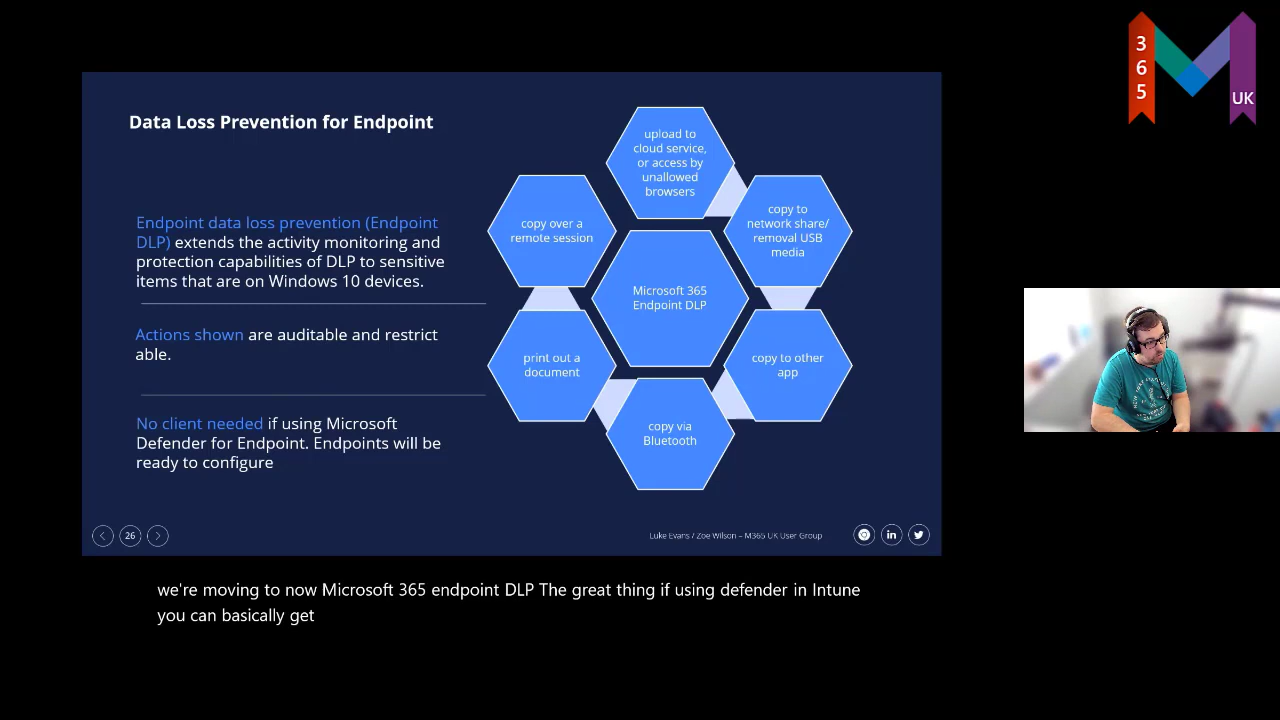 3
6
5
UK
Data Loss Prevention for Endpoint
Endpoint data loss prevention (Endpoint
DLP) extends the activity monitoring and
protection capabilities of DLP to sensitive
items that are on Windows 10 devices.
Actions shown are auditable and restrict
able.
No client needed if using Microsoft
Defender for Endpoint. Endpoints will be
ready to configure
upload to
cloud service,
or access by
unallowed
browsers
copy to
network share/
removal USB
media
copy to other
app
copy via
Bluetooth
print out a
document
copy over a
remote session
Microsoft 365
Endpoint DLP
26
Luke Evans / Zoe Wilson – M365 UK User Group
in
we're moving to now Microsoft 365 endpoint DLP The great thing if using defender in Intune
you can basically get